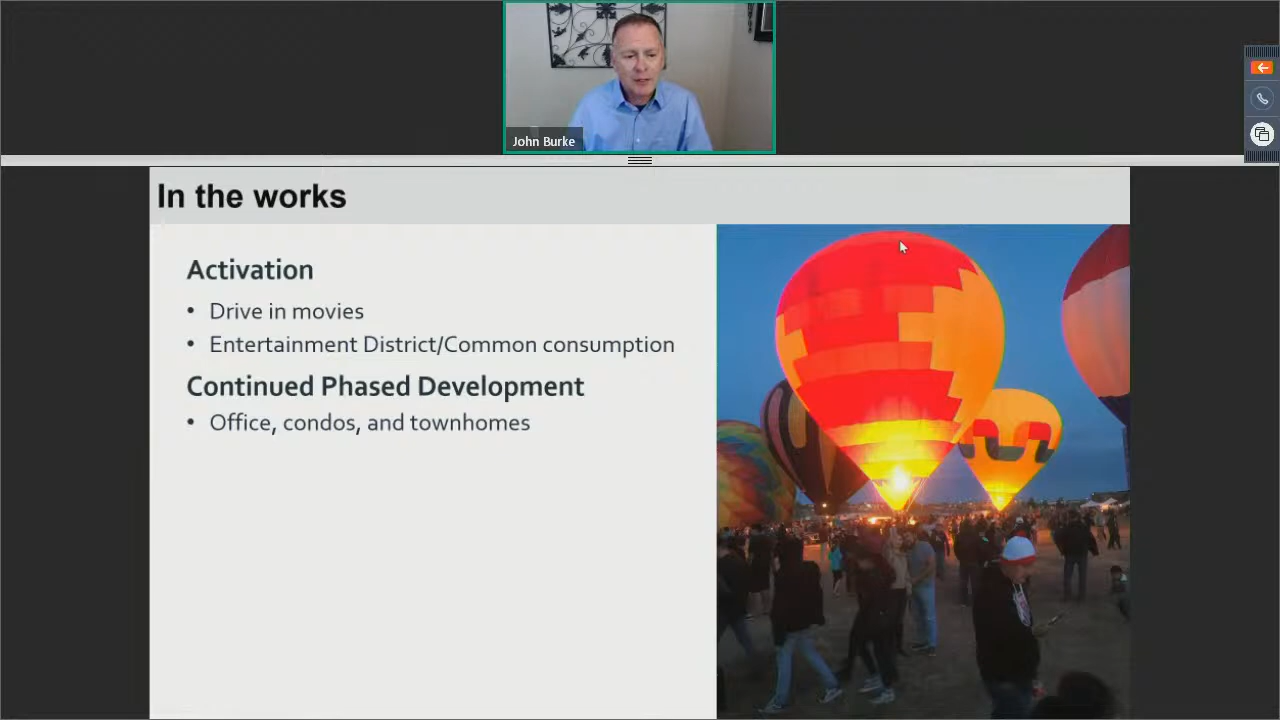 John Burke
In the works
Activation
• Drive in movies
• Entertainment District/Common consumption
Continued Phased Development
• Office, condos, and townhomes